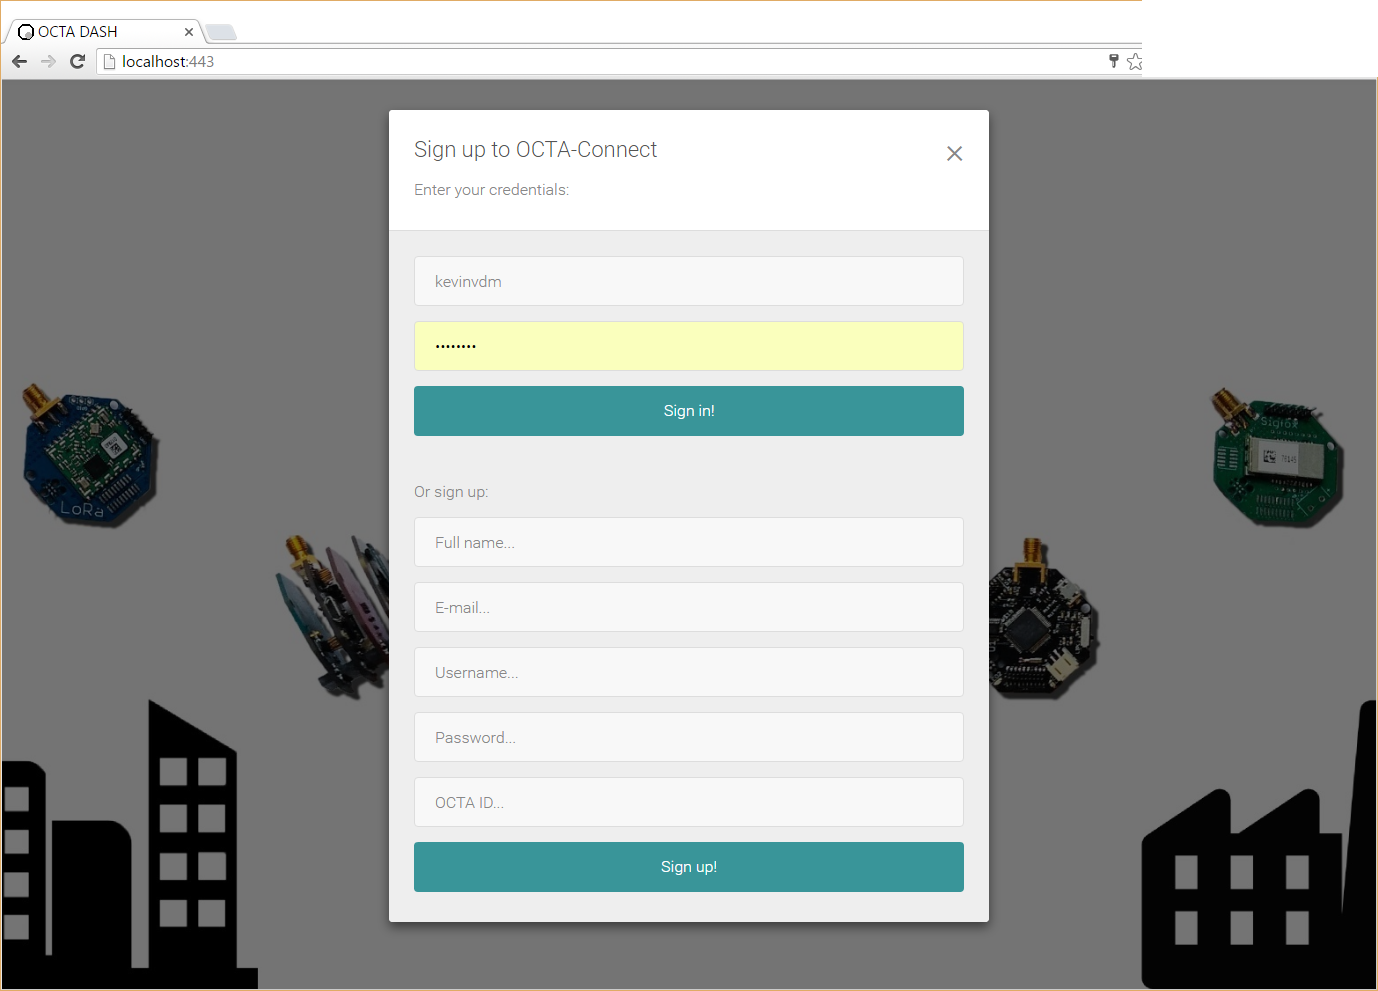 OCTA DASH
localhost:443
Sign up to OCTA-Connect
Enter your credentials:
kevinvdm
••••••••
Sign in!
Or sign up:
Full name...
E-mail...
Username...
Password...
OCTA ID...
Sign up!
LoRa
Sigfox